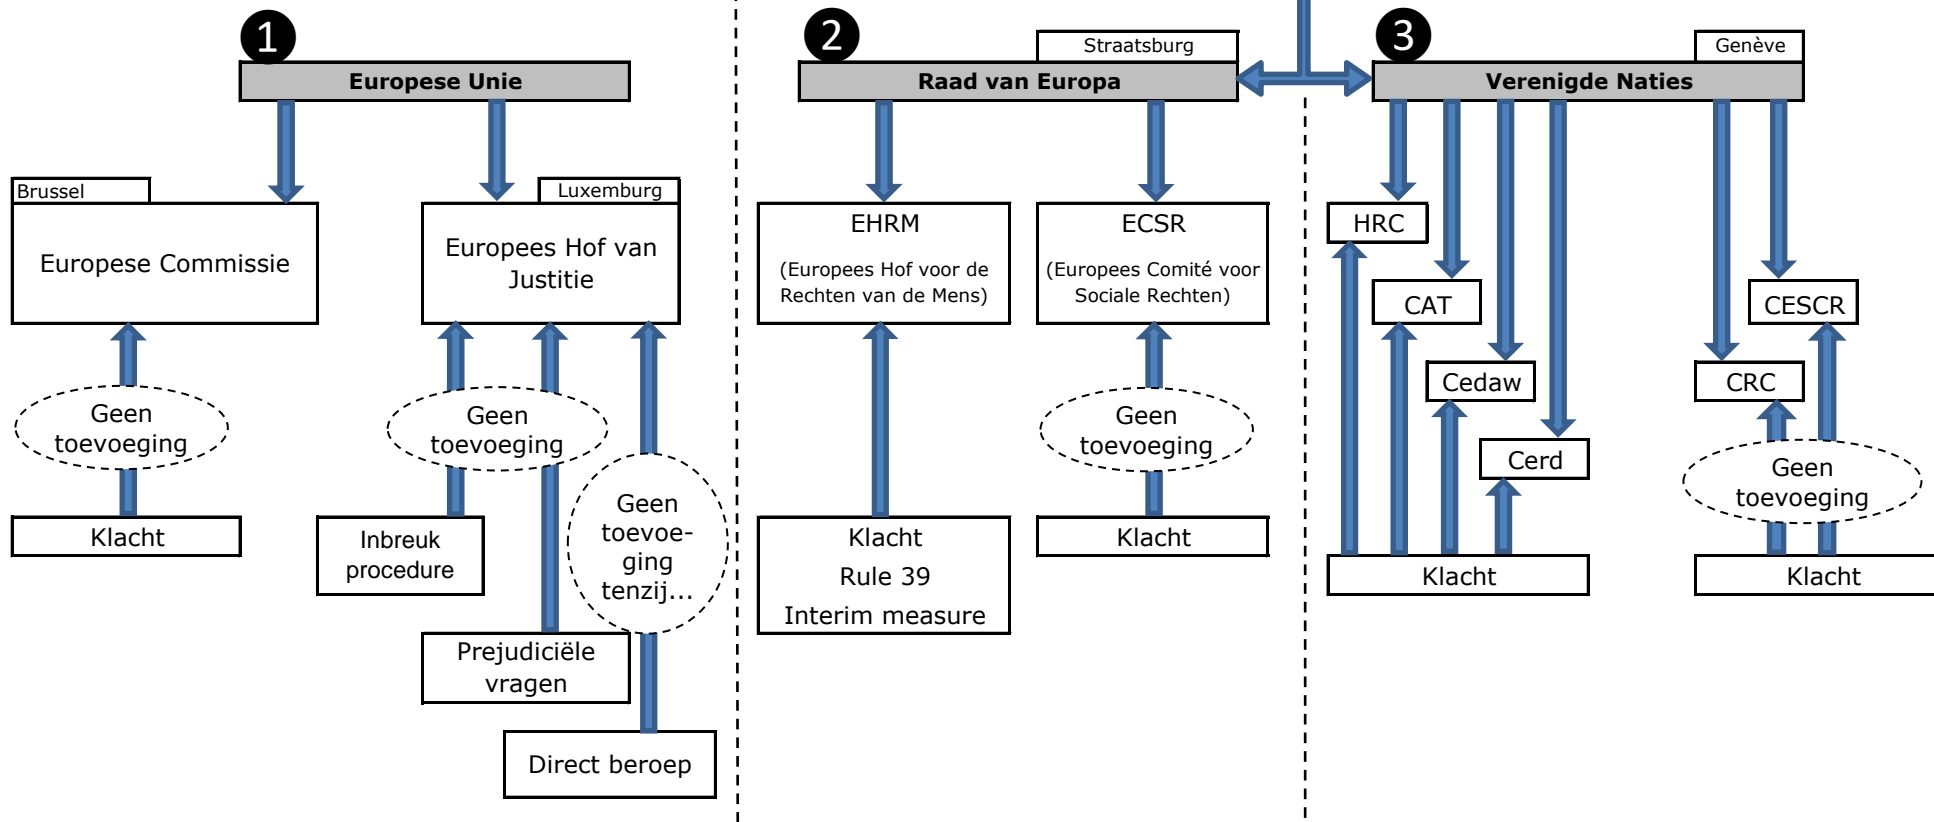 1
Europese Unie
Brussel
Europese Commissie
Geen
toevoeging
Klacht
Luxemburg
Europees Hof van
Justitie
Geen
toevoeging
Inbreuk
procedure
Geen
toevoe-
ging
tenzij...
Prejudiciële
vragen
Direct beroep
2
Straatsburg
Raad van Europa
EHRM
(Europees Hof voor de
Rechten van de Mens)
Klacht
Rule 39
Interim measure
ECSR
(Europees Comité voor
Sociale Rechten)
Geen
toevoeging
Klacht
3
Genève
Verenigde Naties
HRC
CAT
Cedaw
Cerd
Klacht
CESCR
CRC
Geen
toevoeging
Klacht